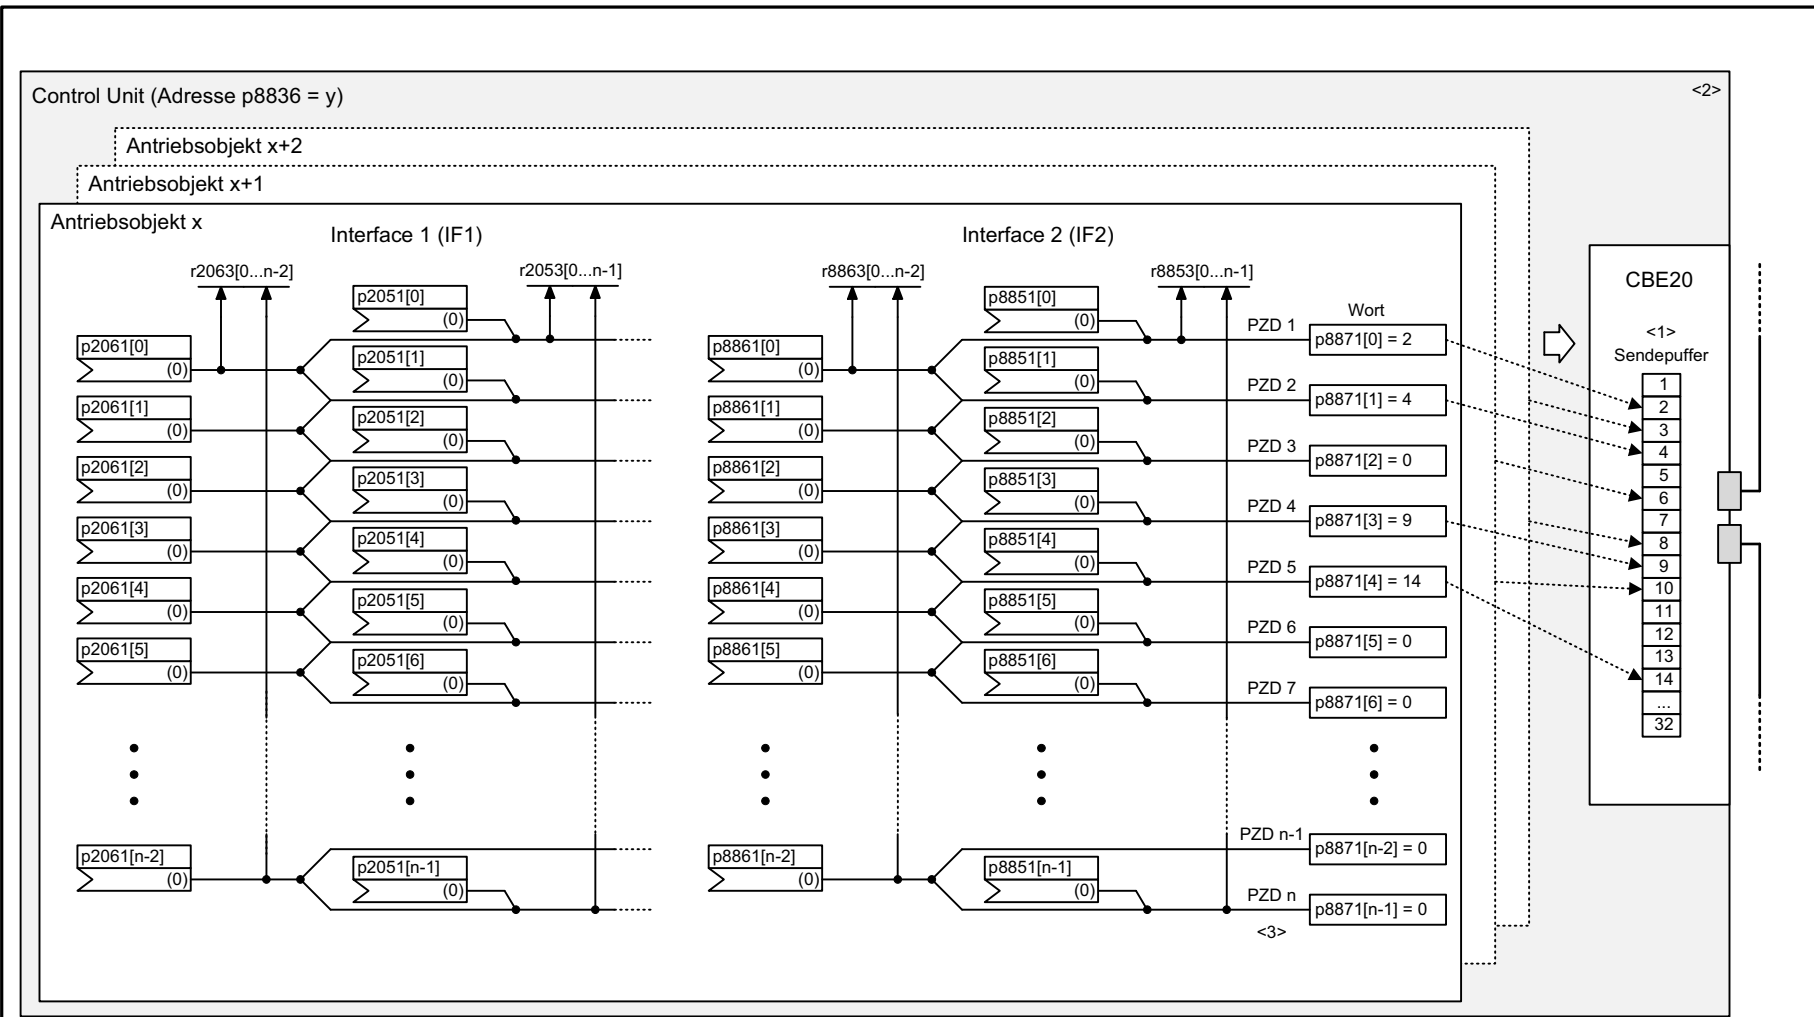 Control Unit (Adresse p8836 = y)
<2>
Antriebsobjekt x+2
Antriebsobjekt x+1
Antriebsobjekt x
Interface 1 (IF1)
Interface 2 (IF2)
r2063[0...n-2]
r2053[0...n-1]
r8863[0...n-2]
r8853[0...n-1]
CBE20
<1>
Sendepuffer
1
2
3
4
5
6
7
8
9
10
11
12
13
14
...
32
p2061[0]
(0)
p2061[1]
(0)
p2061[2]
(0)
p2061[3]
(0)
p2061[4]
(0)
p2061[5]
(0)
p2061[n-2]
(0)
p2051[0]
(0)
p2051[1]
(0)
p2051[2]
(0)
p2051[3]
(0)
p2051[4]
(0)
p2051[5]
(0)
p2051[6]
(0)
p2051[n-1]
(0)
p8861[0]
(0)
p8861[1]
(0)
p8861[2]
(0)
p8861[3]
(0)
p8861[4]
(0)
p8861[5]
(0)
p8861[n-2]
(0)
p8851[0]
(0)
p8851[1]
(0)
p8851[2]
(0)
p8851[3]
(0)
p8851[4]
(0)
p8851[5]
(0)
p8851[6]
(0)
p8851[n-1]
(0)
Wort
PZD 1 p8871[0] = 2
PZD 2 p8871[1] = 4
PZD 3 p8871[2] = 0
PZD 4 p8871[3] = 9
PZD 5 p8871[4] = 14
PZD 6 p8871[5] = 0
PZD 7 p8871[6] = 0
PZD n-1 p8871[n-2] = 0
PZD n p8871[n-1] = 0
<3>